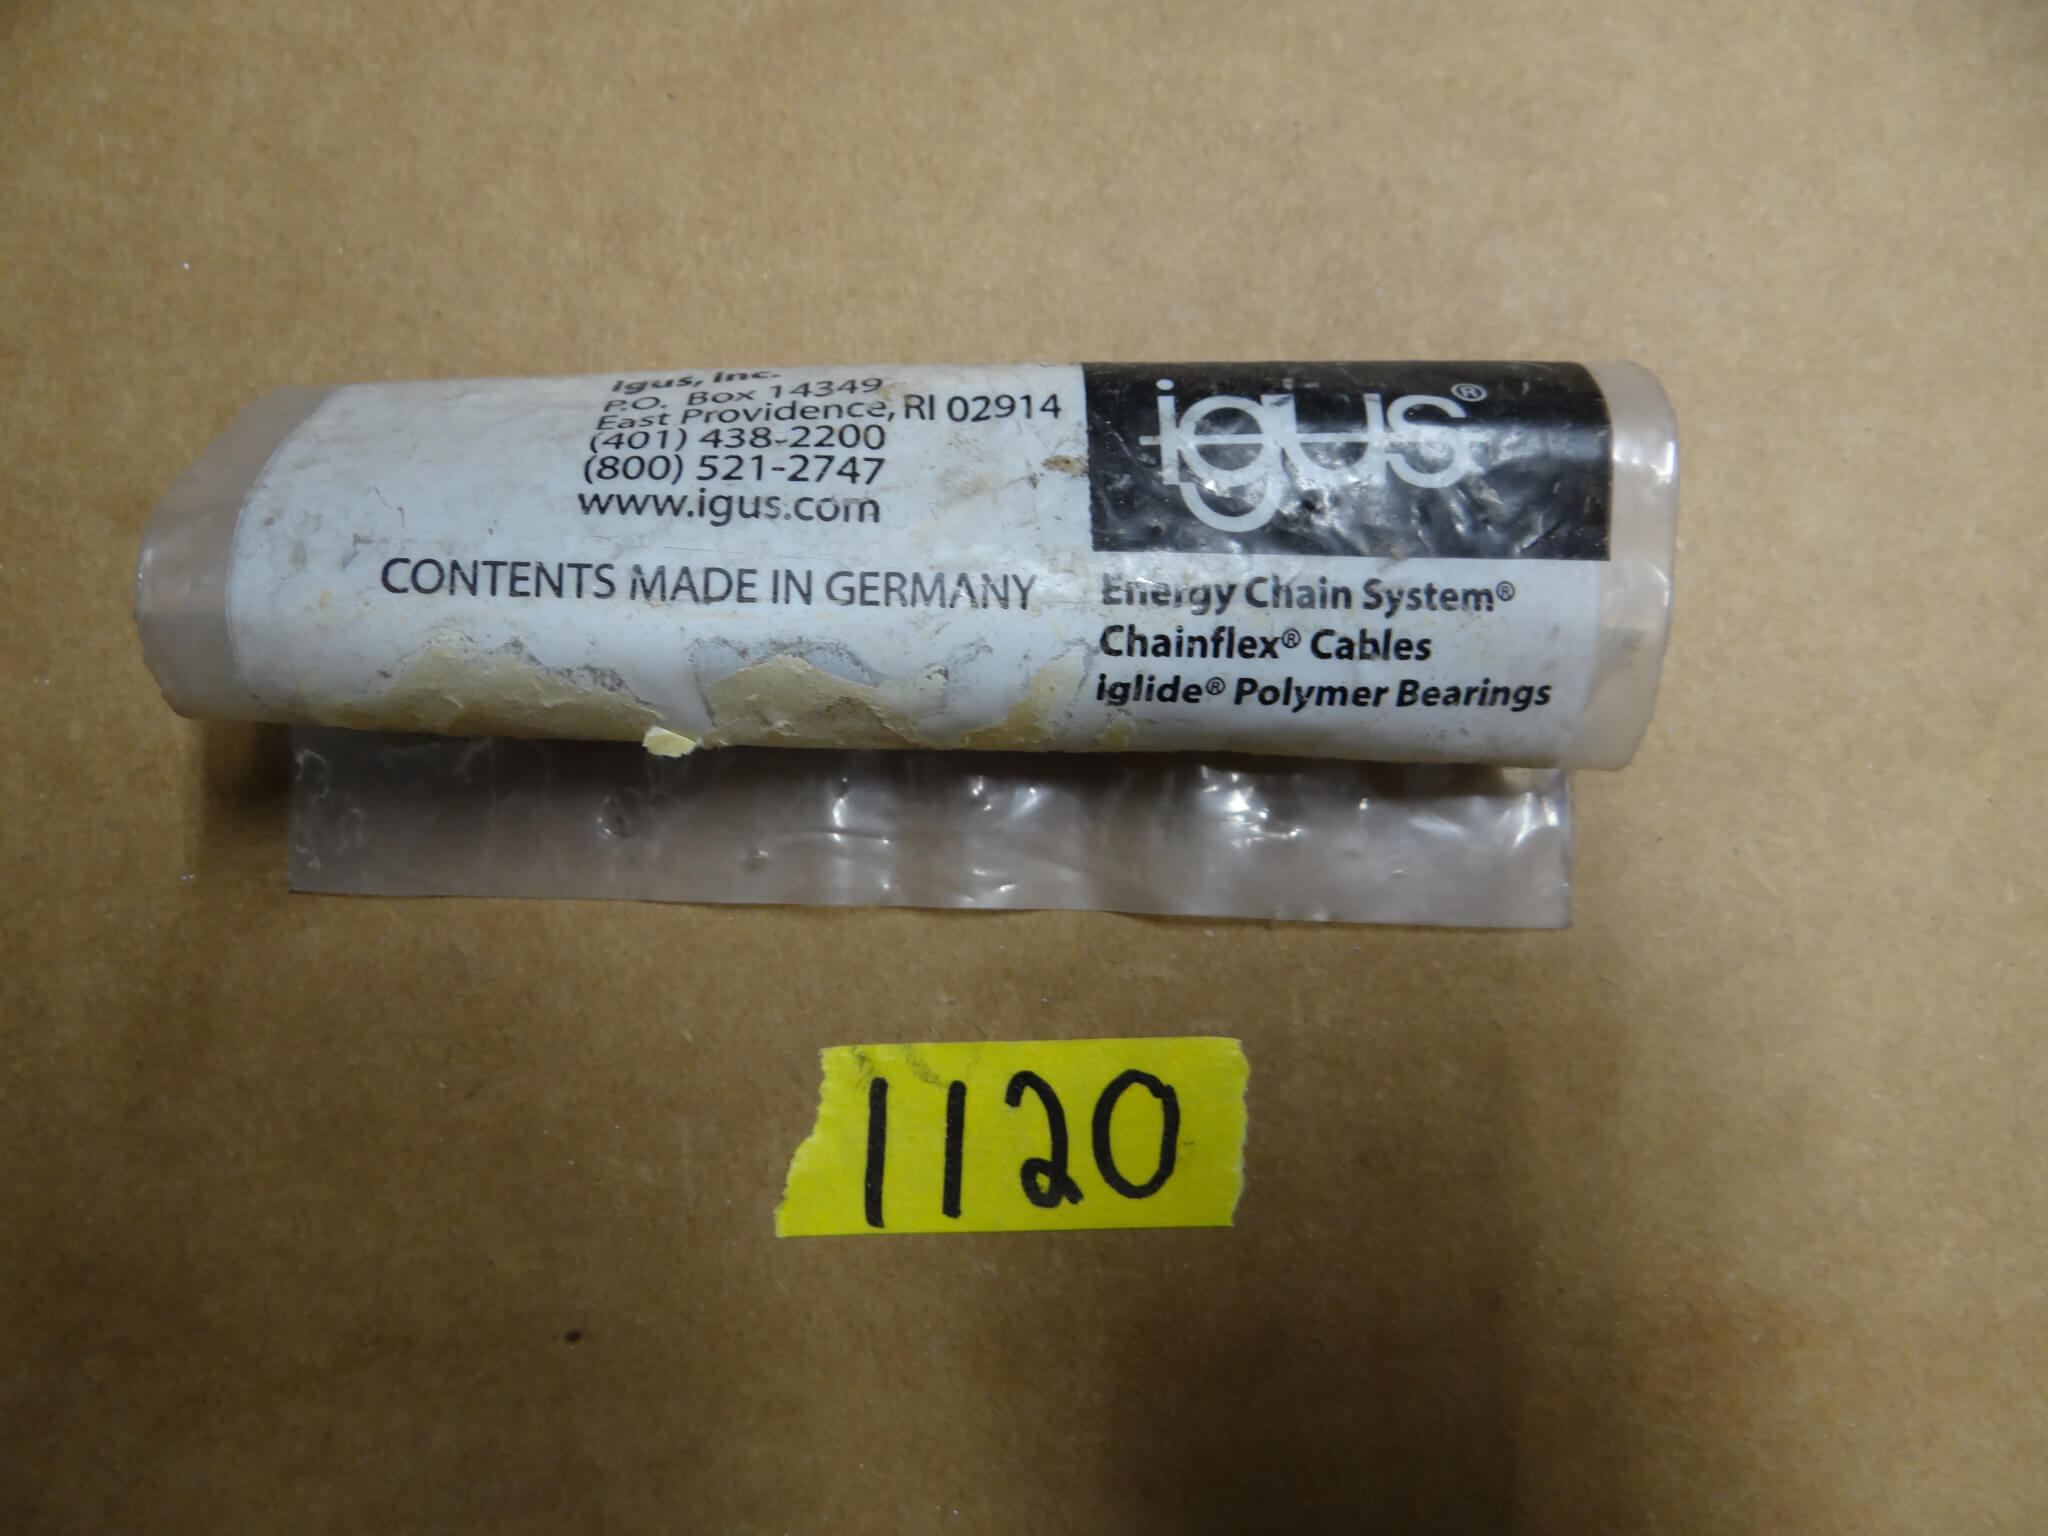 igus, inc.
P.O. Box 14349
East Providence, RI 02914
(401) 438-2200
(800) 521-2747
www.igus.com
CONTENTS MADE IN GERMANY
igus®
Energy Chain System®
Chainflex® Cables
iglide® Polymer Bearings
1120